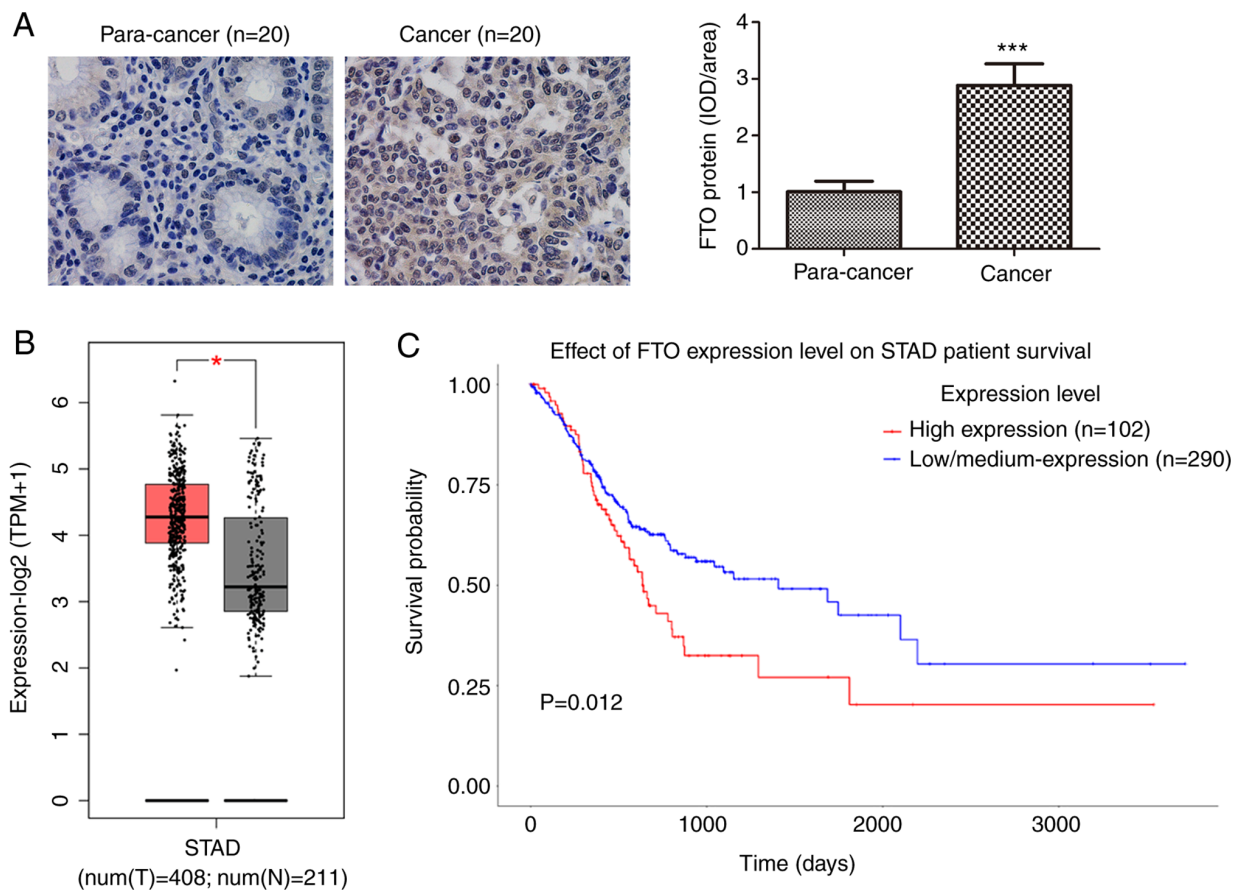 A
Para-cancer (n=20)
Cancer (n=20)
FTO protein (IOD/area)
4
3
2
1
0
***
Para-cancer
Cancer
B
Expression-log2 (TPM+1)
6
5
4
3
2
1
0
*
STAD
(num(T)=408; num(N)=211)
C
Effect of FTO expression level on STAD patient survival
Expression level
High expression (n=102)
Low/medium-expression (n=290)
Survival probability
1.00
0.75
0.50
0.25
0.00
P=0.012
0
1000
2000
3000
Time (days)